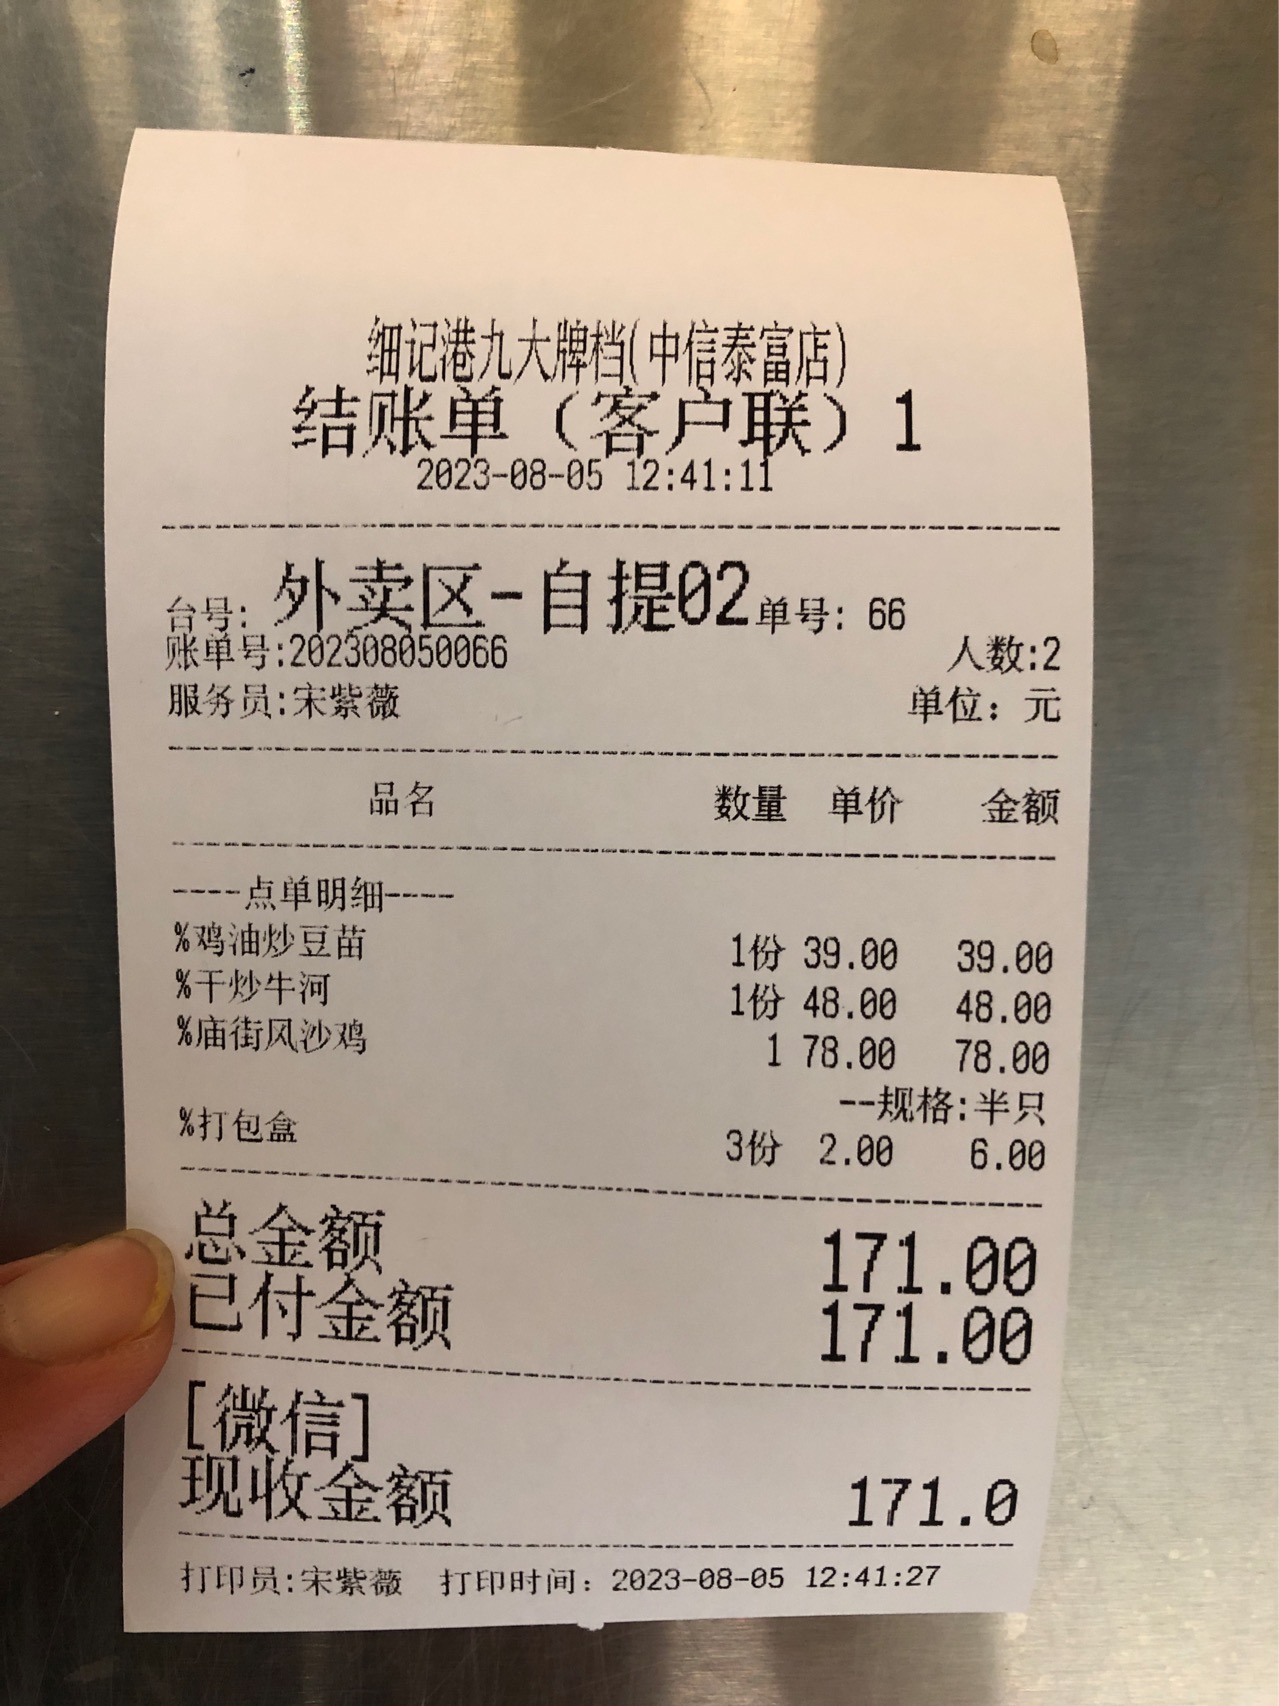 细记港九大牌档(中信泰富店)
结账单（客户联）1
2023-08-05 12:41:11
台号: 外卖区-自提02 单号: 66
账单号:202308050066 人数:2
服务员:宋紫薇 单位: 元
品名 数量 单价 金额
----点单明细----
%鸡油炒豆苗 1份 39.00 39.00
%干炒牛河 1份 48.00 48.00
%庙街风沙鸡 1 78.00 78.00
--规格:半只
%打包盒 3份 2.00 6.00
总金额 171.00
已付金额 171.00
[微信]
现收金额 171.0
打印员:宋紫薇 打印时间: 2023-08-05 12:41:27